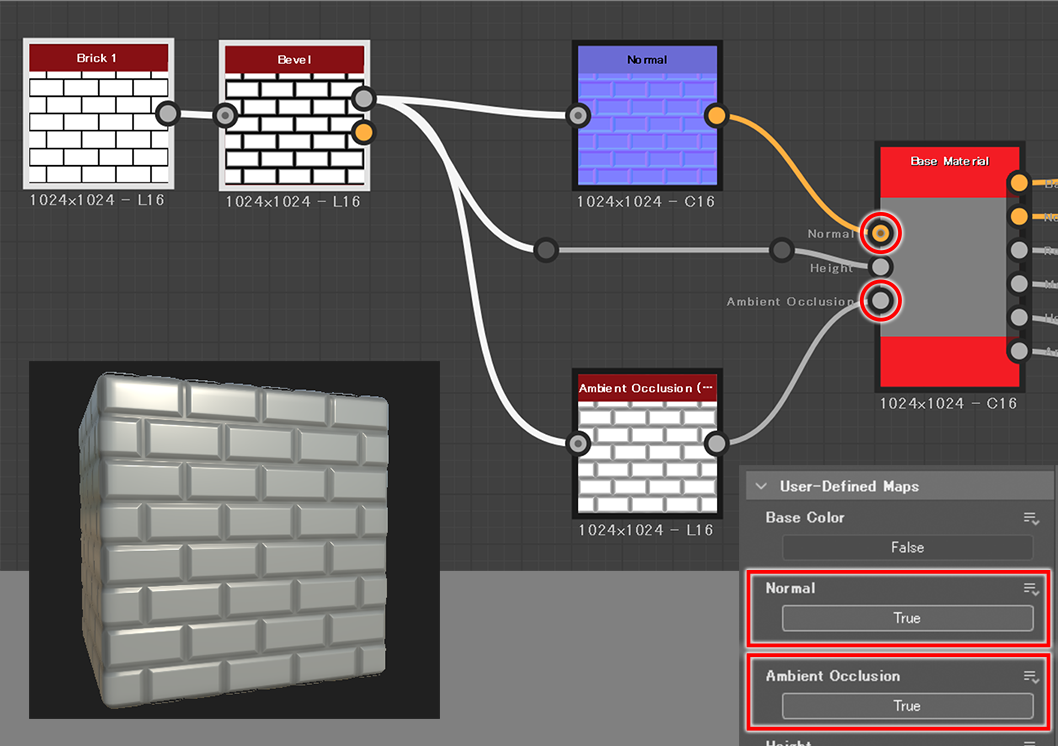 Brick 1
Bevel
Normal
1024x1024 - L16
1024x1024 - L16
1024x1024 - C16
Base Material
Normal
Height
Ambient Occlusion
1024x1024 - C16
Ambient Occlusion (···
1024x1024 - L16
User-Defined Maps
Base Color
False
Normal
True
Ambient Occlusion
True
Height